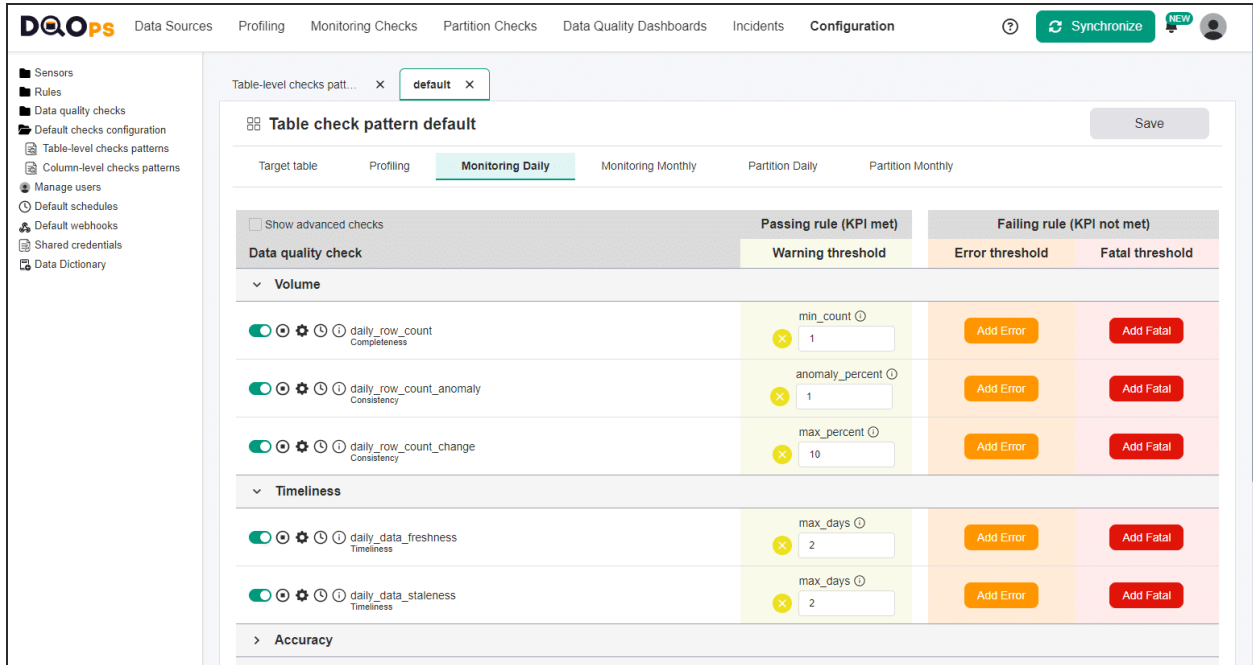 DQOps Data Sources Profiling Monitoring Checks Partition Checks Data Quality Dashboards Incidents Configuration Synchronize NEW
Sensors
Rules
Data quality checks
Default checks configuration
Table-level checks patterns
Column-level checks patterns
Manage users
Default schedules
Default webhooks
Shared credentials
Data Dictionary
Table-level checks patt... default
Table check pattern default Save
Target table Profiling Monitoring Daily Monitoring Monthly Partition Daily Partition Monthly
Show advanced checks Passing rule (KPI met) Failing rule (KPI not met)
Data quality check Warning threshold Error threshold Fatal threshold
Volume
min_count
daily_row_count 1 Add Error Add Fatal
Completeness
anomaly_percent
daily_row_count_anomaly 1 Add Error Add Fatal
Consistency
max_percent
daily_row_count_change 10 Add Error Add Fatal
Consistency
Timeliness
max_days
daily_data_freshness 2 Add Error Add Fatal
Timeliness
max_days
daily_data_staleness 2 Add Error Add Fatal
Timeliness
Accuracy